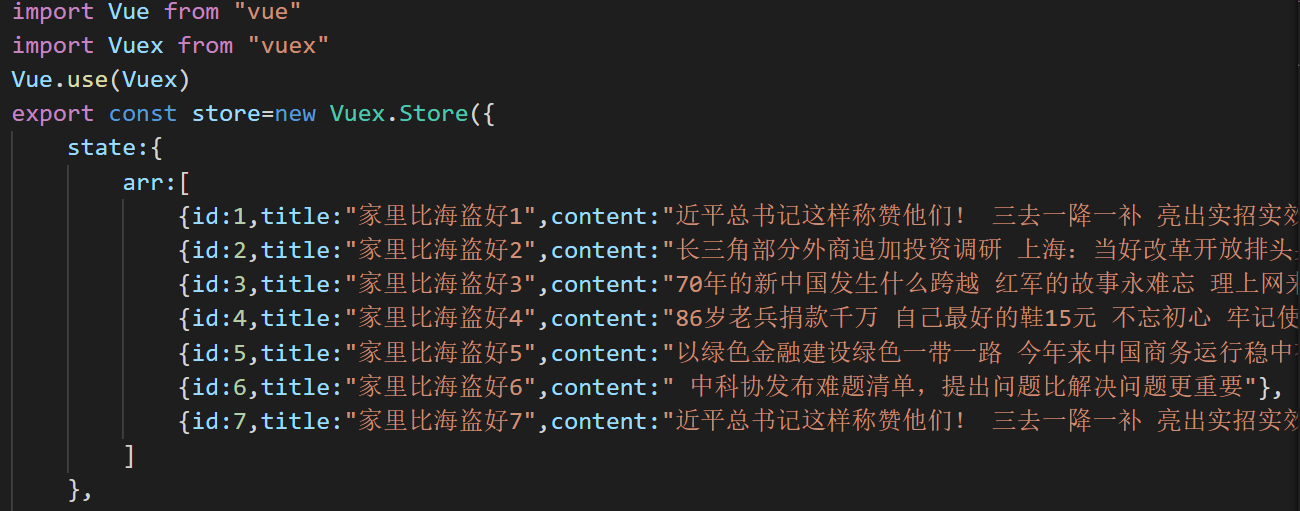 import Vue from "vue"
import Vuex from "vuex"
Vue.use(Vuex)
export const store=new Vuex.Store({
state:{
arr:[
{id:1,title:"家里比海盗好1",content:"近平总书记这样称赞他们！ 三去一降一补 亮出实招实效
{id:2,title:"家里比海盗好2",content:"长三角部分外商追加投资调研 上海：当好改革开放排头
{id:3,title:"家里比海盗好3",content:"70年的新中国发生什么跨越 红军的故事永难忘 理上网来
{id:4,title:"家里比海盗好4",content:"86岁老兵捐款千万 自己最好的鞋15元 不忘初心 牢记使
{id:5,title:"家里比海盗好5",content:"以绿色金融建设绿色一带一路 今年来中国商务运行稳中
{id:6,title:"家里比海盗好6",content:" 中科协发布难题清单，提出问题比解决问题更重要"},
{id:7,title:"家里比海盗好7",content:"近平总书记这样称赞他们！ 三去一降一补 亮出实招实效
]
},